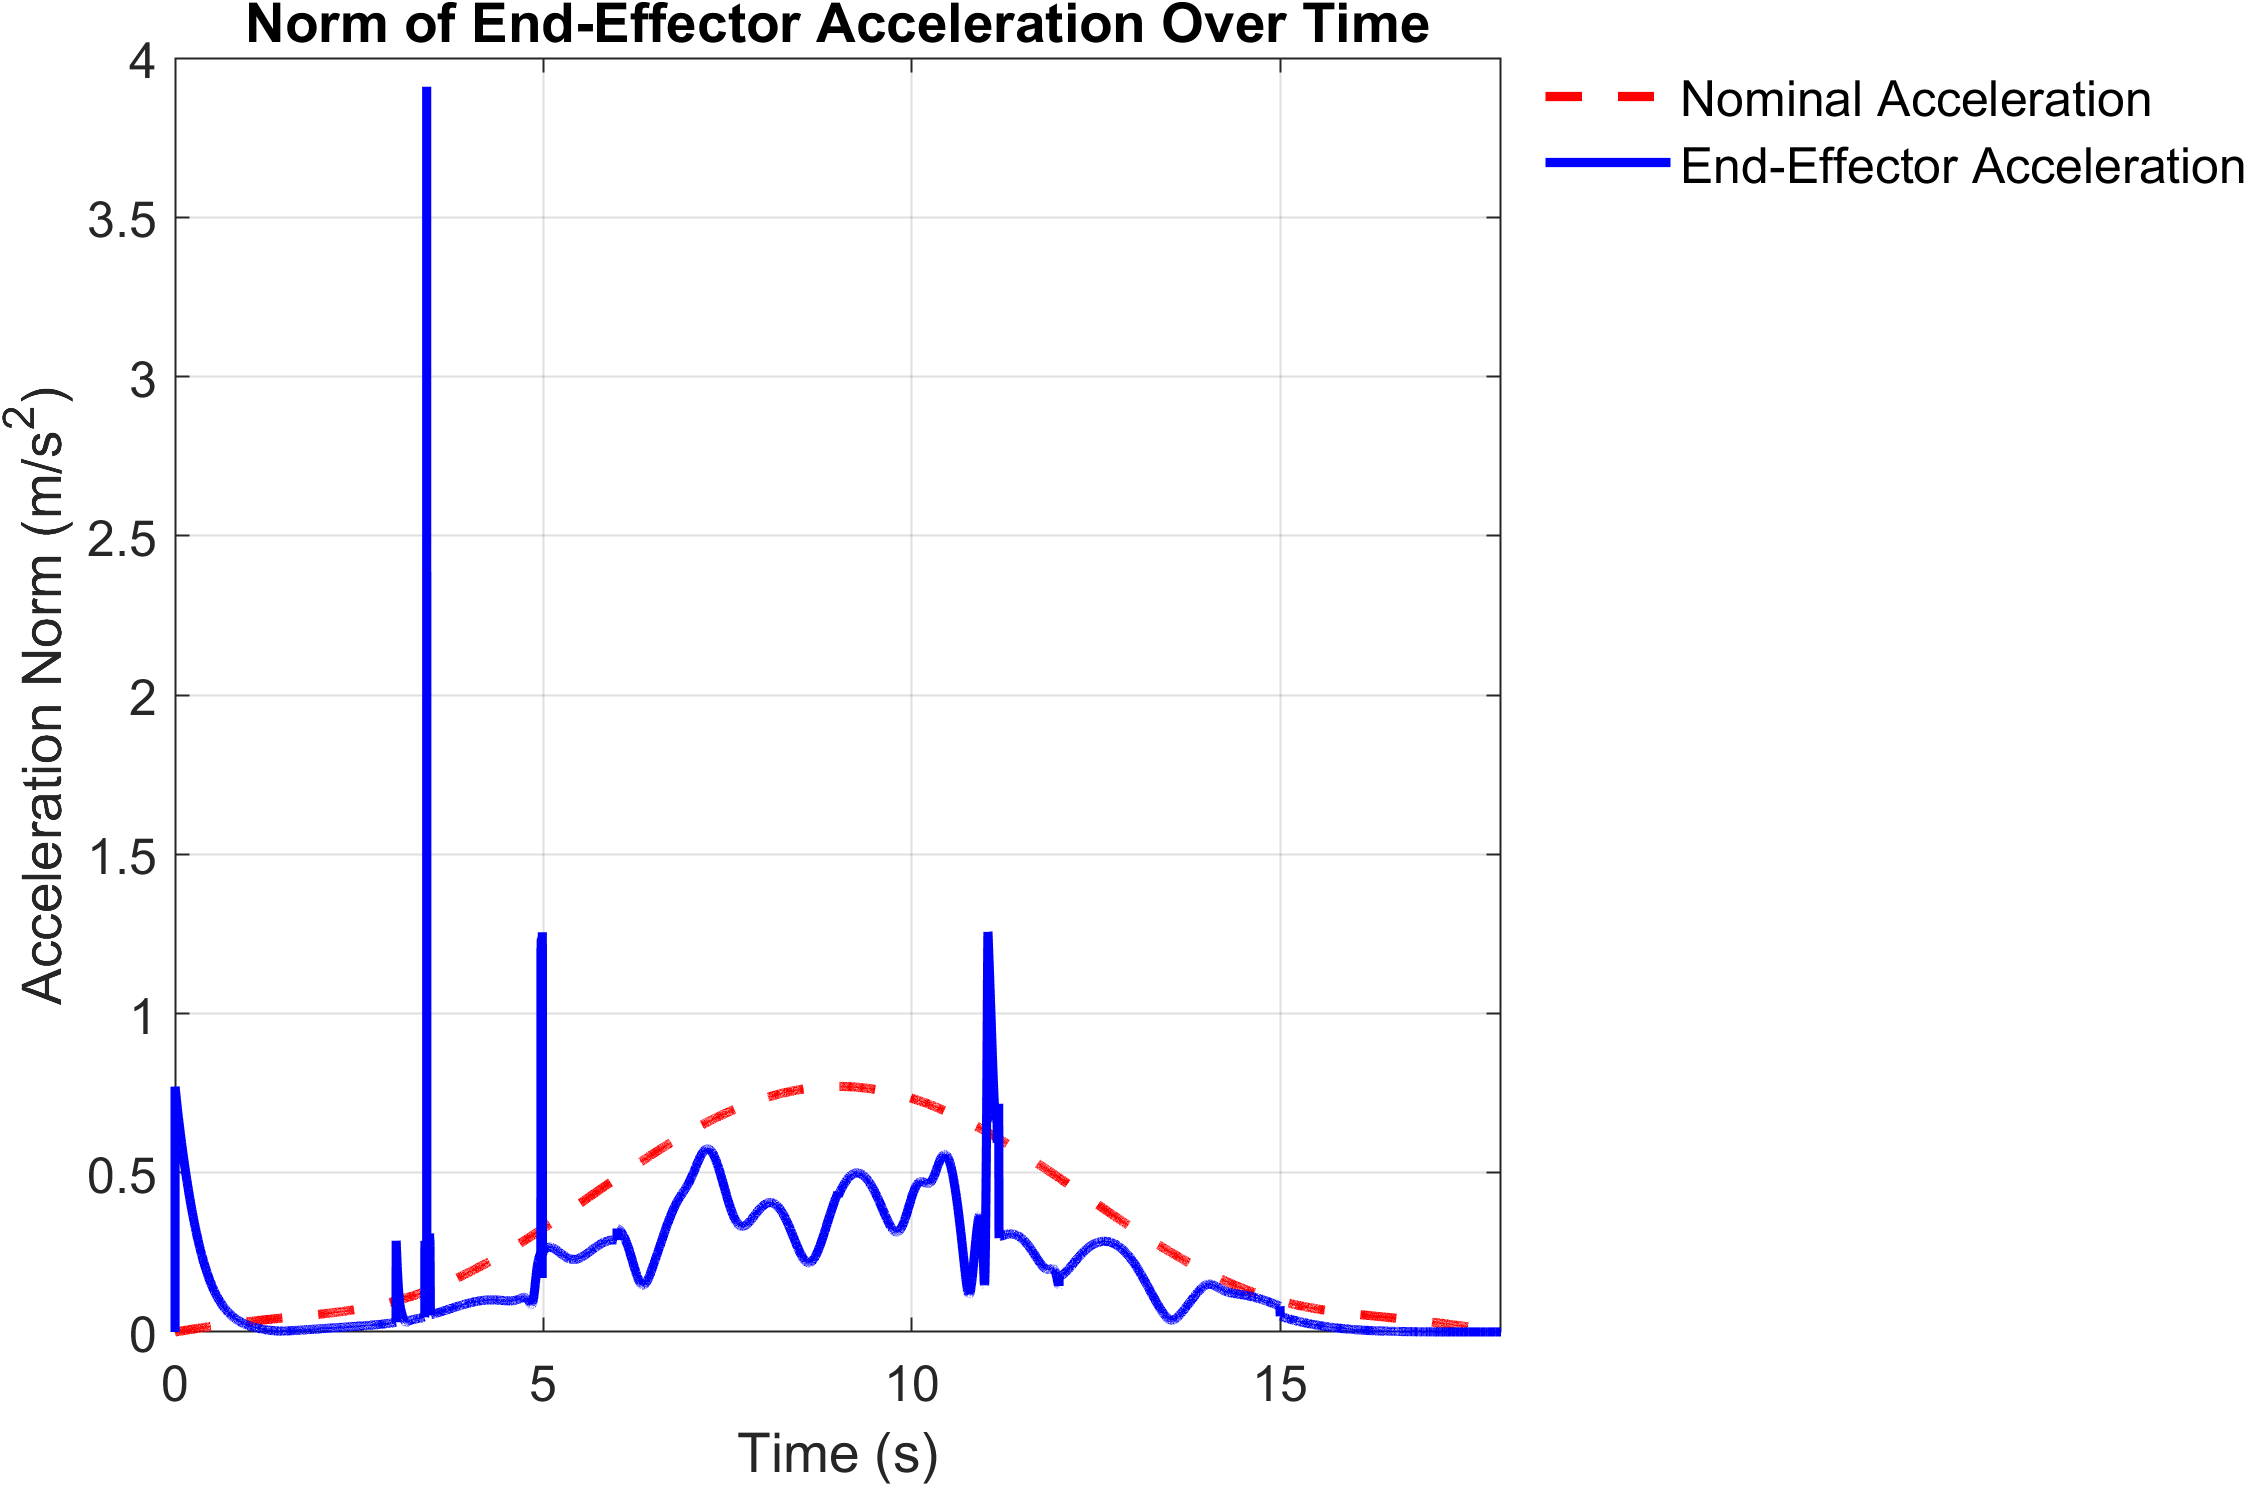 Norm of End-Effector Acceleration Over Time
Nominal Acceleration
End-Effector Acceleration
Acceleration Norm (m/s²)
4
3.5
3
2.5
2
1.5
1
0.5
0
0 5 10 15
Time (s)